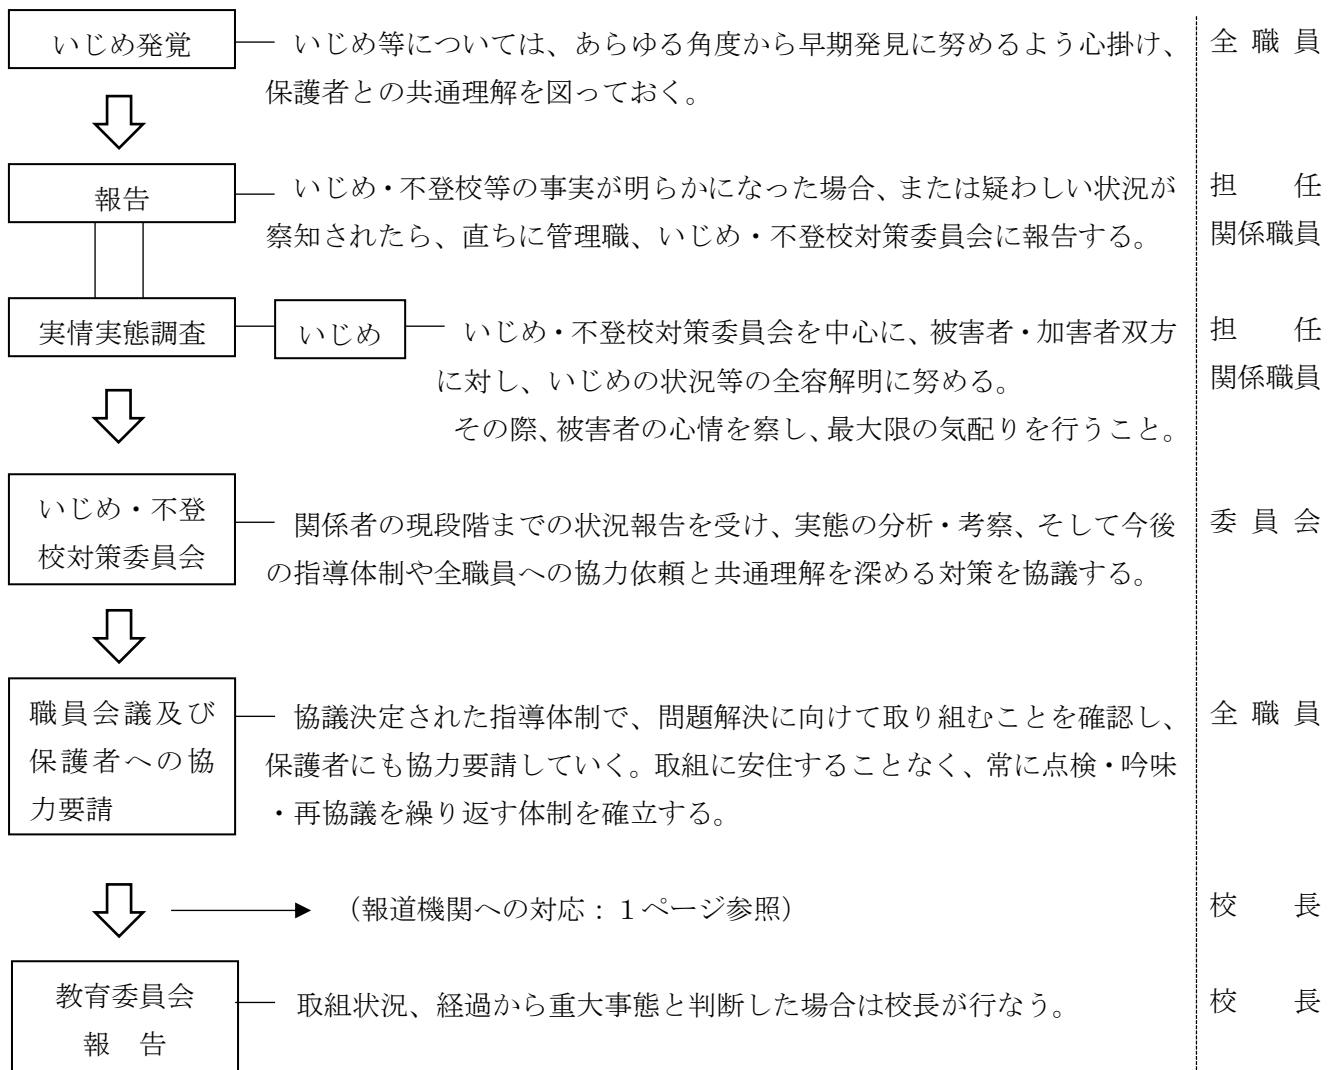 いじめ発覚
いじめ等については、あらゆる角度から早期発見に努めるよう心掛け、
保護者との共通理解を図っておく。
全職員
報告
いじめ・不登校等の事実が明らかになった場合、または疑わしい状況が
察知されたら、直ちに管理職、いじめ・不登校対策委員会に報告する。
担　任
関係職員
実情実態調査
いじめ
いじめ・不登校対策委員会を中心に、被害者・加害者双方
に対し、いじめの状況等の全容解明に努める。
その際、被害者の心情を察し、最大限の気配りを行うこと。
担　任
関係職員
いじめ・不登
校対策委員会
関係者の現段階までの状況報告を受け、実態の分析・考察、そして今後
の指導体制や全職員への協力依頼と共通理解を深める対策を協議する。
委員会
職員会議及び
保護者への協
力要請
協議決定された指導体制で、問題解決に向けて取り組むことを確認し、
保護者にも協力要請していく。取組に安住することなく、常に点検・吟味
・再協議を繰り返す体制を確立する。
全職員
（報道機関への対応：１ページ参照）
校　長
教育委員会
報　告
取組状況、経過から重大事態と判断した場合は校長が行なう。
校　長